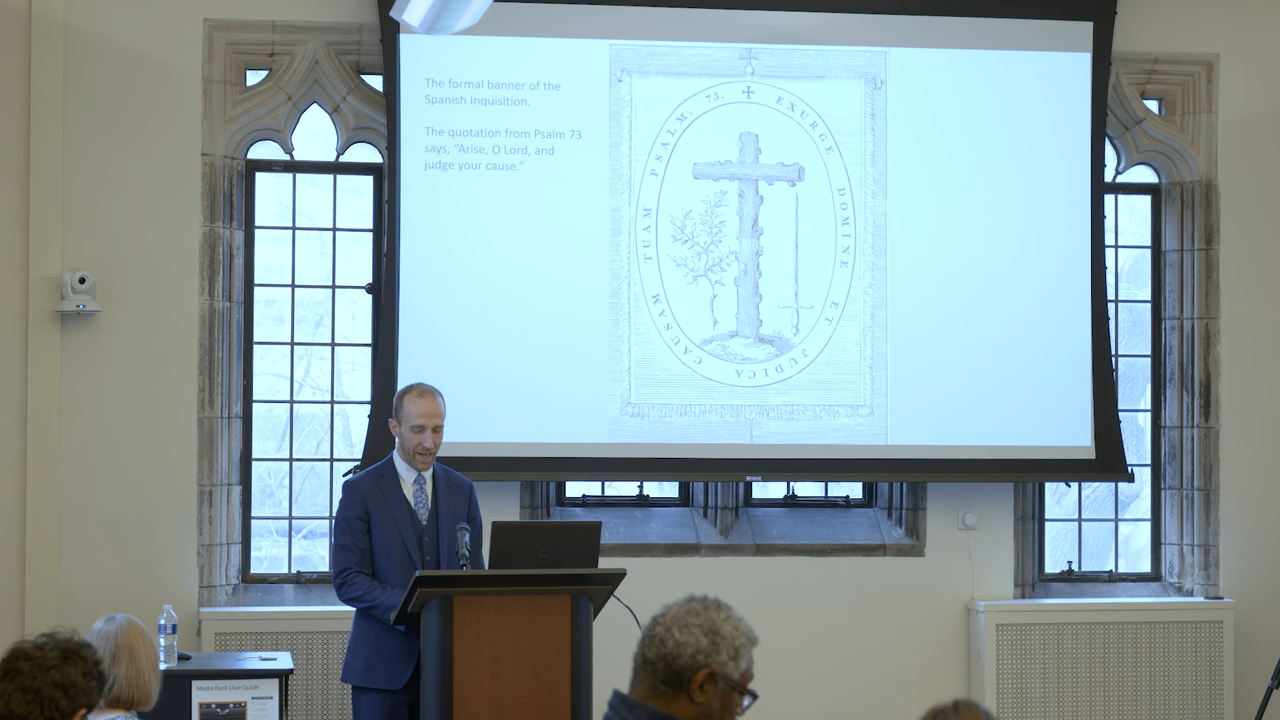 The formal banner of the
Spanish Inquisition.
The quotation from Psalm 73
says, "Arise, O Lord, and
judge your cause."
EXURGE DOMINE ET JUDICA CAUSAM TUAM PSALM. 73.
Media Rack User Guide